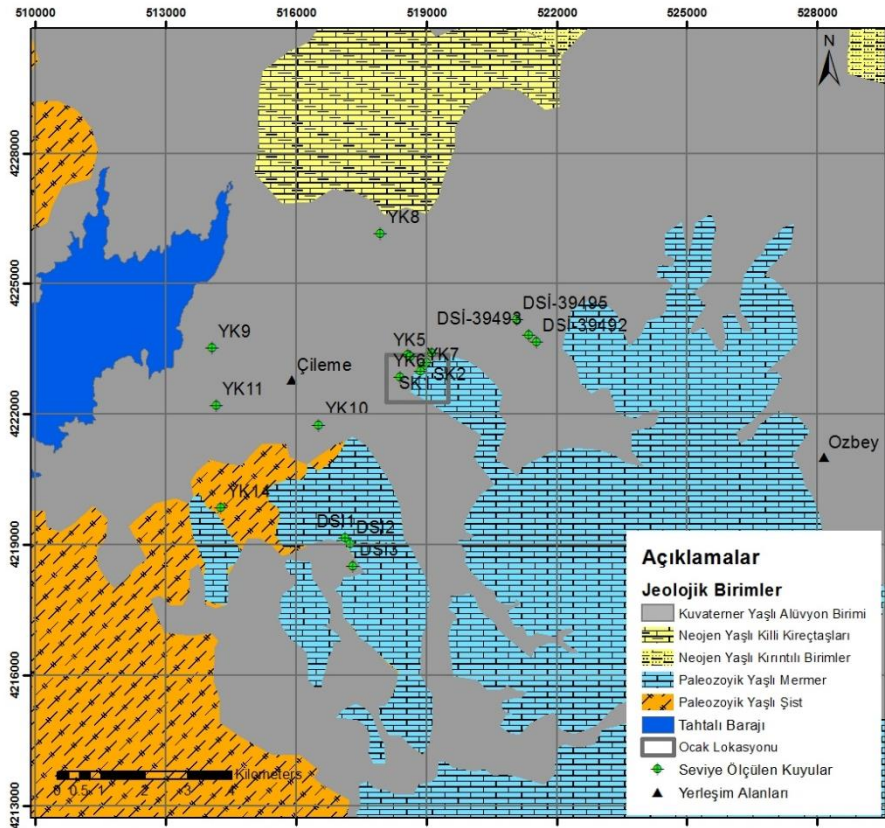 510000 513000 516000 519000 522000 525000 528000
N
4228000
4225000
4222000
4219000
4216000
4213000
YK8
DSİ-39495
DSİ-39493
DSİ-39492
YK9
YK5
YK7
YK6
SK2
SK1
Çileme
YK11
YK10
Ozbey
YK14
DSİ1
DSİ2
DSİ3
Kilometers
0 0.5 1 2 3 4
Açıklamalar
Jeolojik Birimler
Kuvaterner Yaşlı Alüvyon Birimi
Neojen Yaşlı Killi Kireçtaşları
Neojen Yaşlı Kırıntılı Birimler
Paleozoyik Yaşlı Mermer
Paleozoyik Yaşlı Şist
Tahtalı Barajı
Ocak Lokasyonu
Seviye Ölçülen Kuyular
Yerleşim Alanları